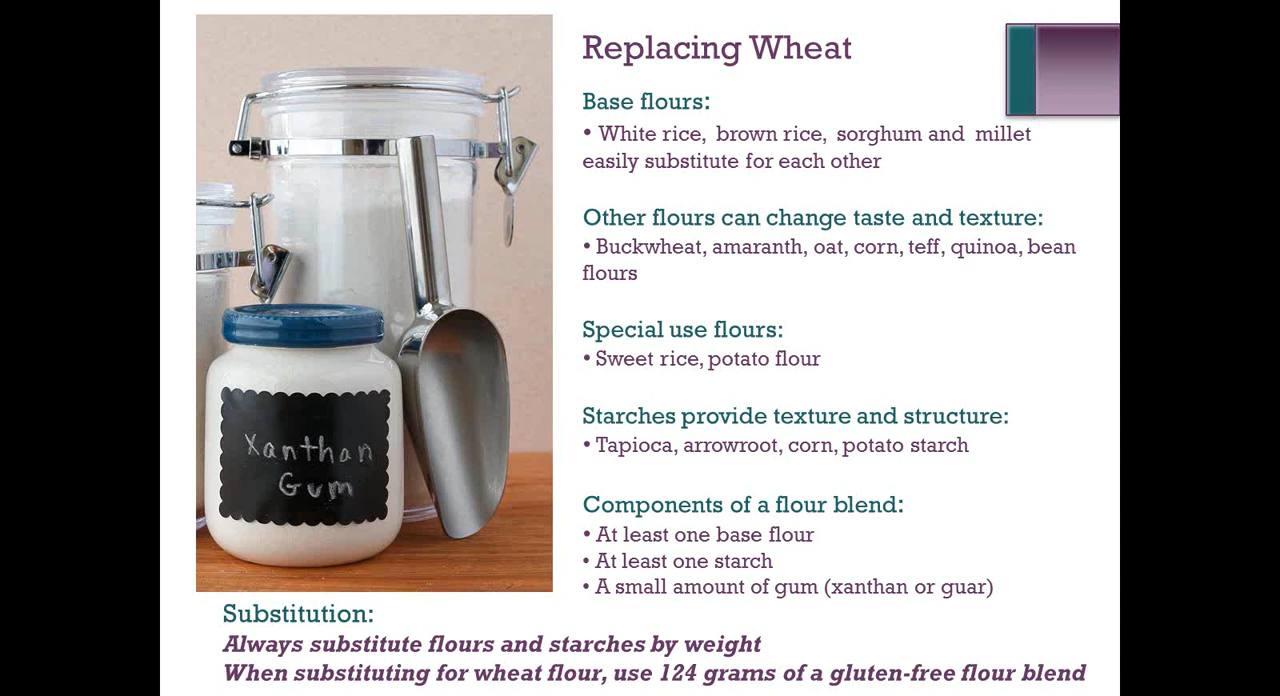 Replacing Wheat
Base flours:
• White rice, brown rice, sorghum and millet
easily substitute for each other
Other flours can change taste and texture:
• Buckwheat, amaranth, oat, corn, teff, quinoa, bean
flours
Special use flours:
• Sweet rice, potato flour
Starches provide texture and structure:
• Tapioca, arrowroot, corn, potato starch
Components of a flour blend:
• At least one base flour
• At least one starch
• A small amount of gum (xanthan or guar)
Xanthan
Gum
Substitution:
Always substitute flours and starches by weight
When substituting for wheat flour, use 124 grams of a gluten-free flour blend